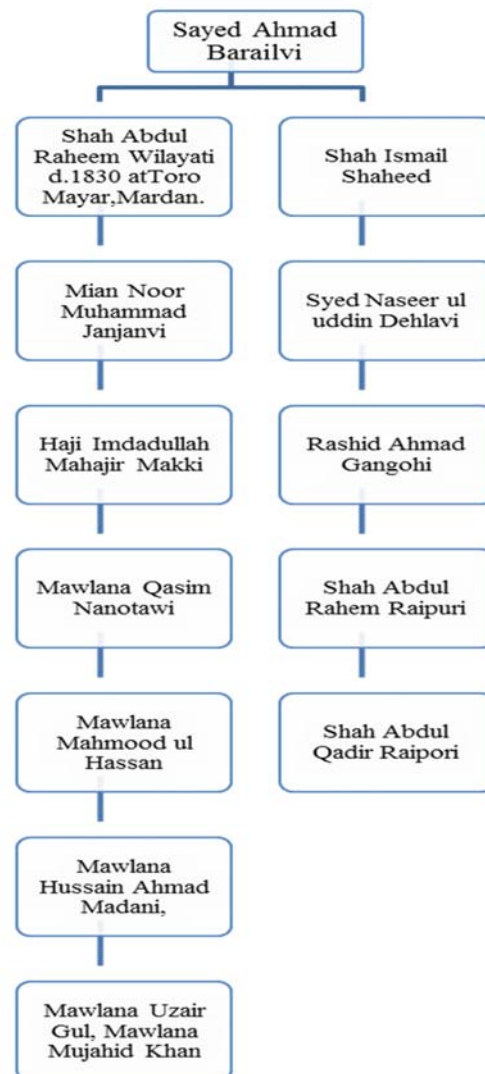 Sayed Ahmad
Barailvi
Shah Abdul
Raheem Wilayati
d.1830 atToro
Mayar,Mardan.
Mian Noor
Muhammad
Janjanvi
Haji Imdadullah
Mahajir Makki
Mawlana Qasim
Nanotawi
Mawlana
Mahmood ul
Hassan
Mawlana
Hussain Ahmad
Madani,
Mawlana Uzair
Gul, Mawlana
Mujahid Khan
Shah Ismail
Shaheed
Syed Naseer ul
uddin Dehlavi
Rashid Ahmad
Gangohi
Shah Abdul
Rahem Raipuri
Shah Abdul
Qadir Raipori